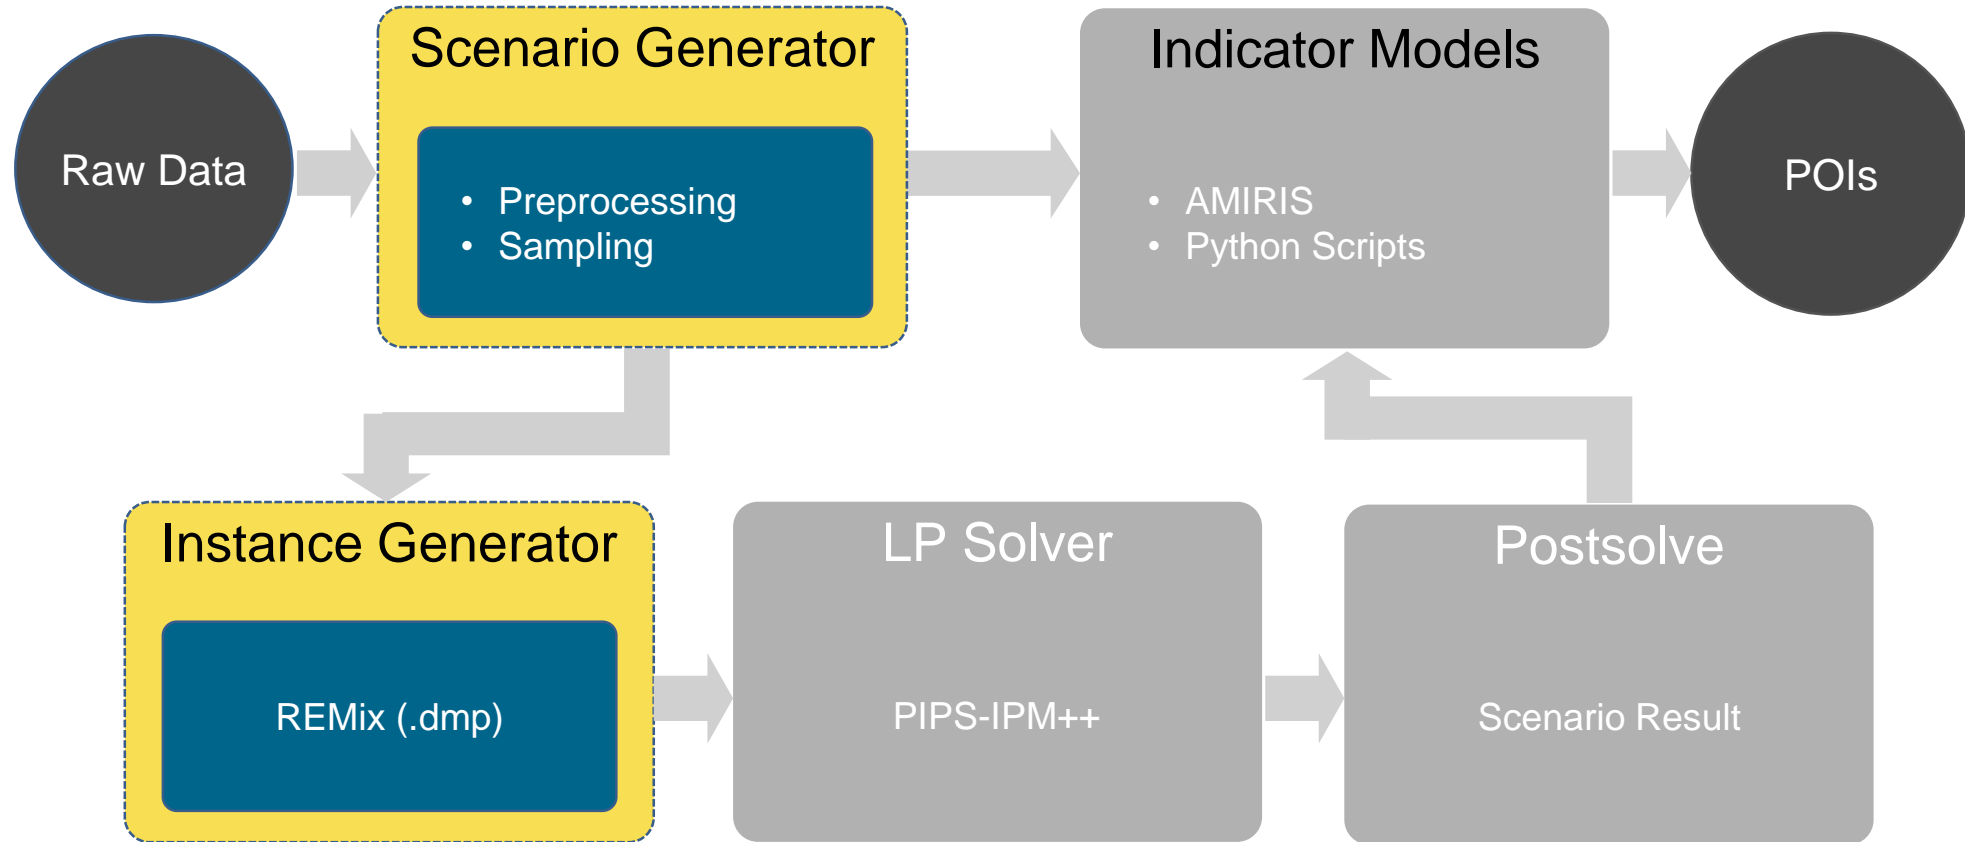 Scenario Generator
Indicator Models
Raw Data
• Preprocessing
• Sampling
• AMIRIS
• Python Scripts
POIs
Instance Generator
LP Solver
Postsolve
REMix (.dmp)
PIPS-IPM++
Scenario Result